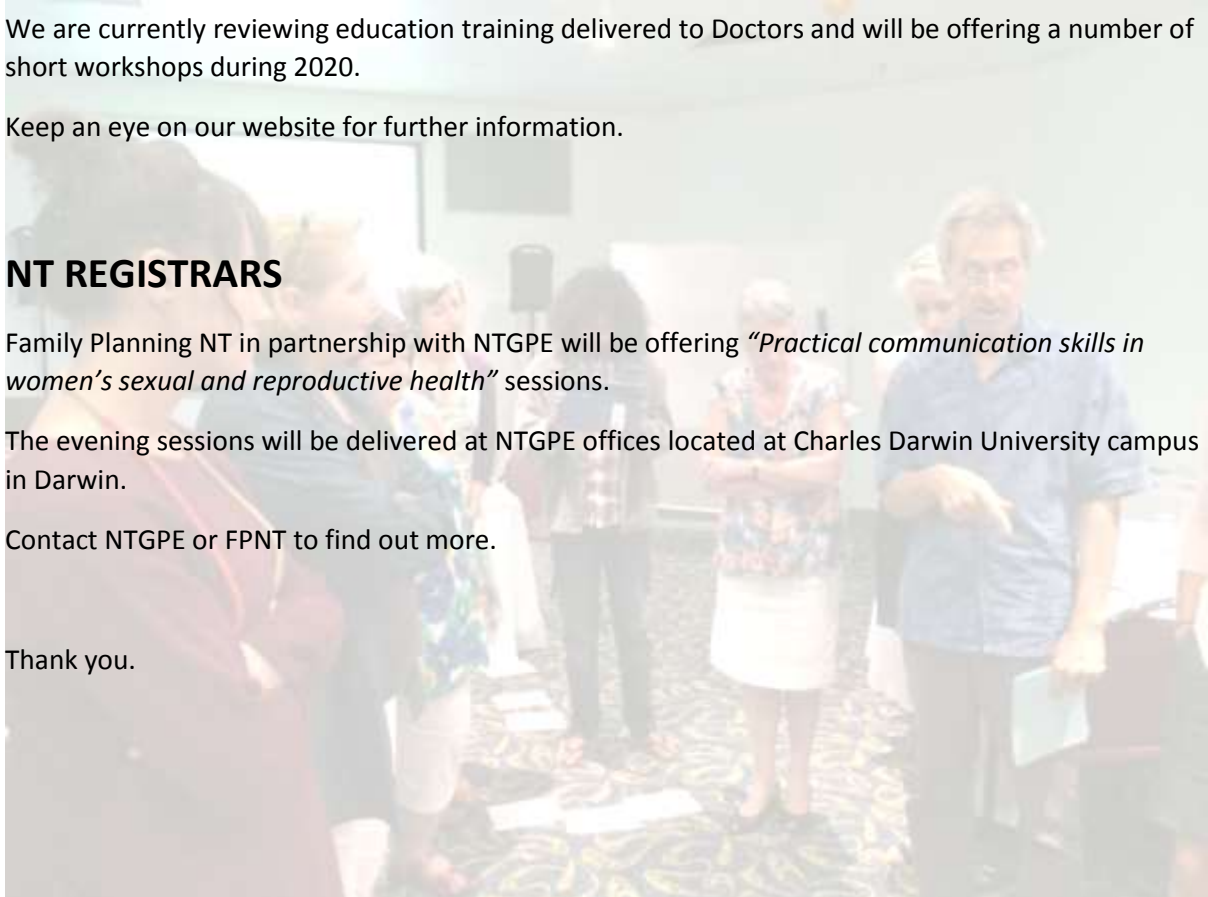 We are currently reviewing education training delivered to Doctors and will be offering a number of
short workshops during 2020.
Keep an eye on our website for further information.
NT REGISTRARS
Family Planning NT in partnership with NTGPE will be offering “Practical communication skills in
women’s sexual and reproductive health” sessions.
The evening sessions will be delivered at NTGPE offices located at Charles Darwin University campus
in Darwin.
Contact NTGPE or FPNT to find out more.
Thank you.